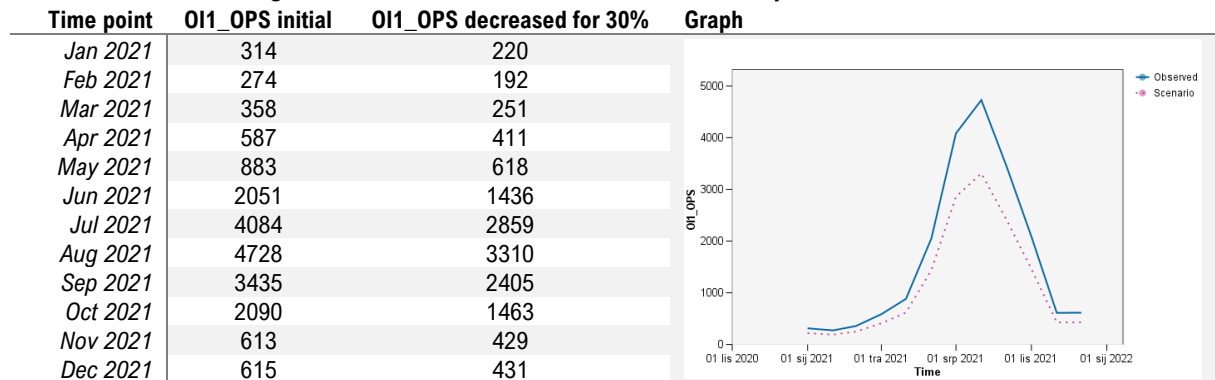 Time point OI1_OPS initial OI1_OPS decreased for 30% Graph
Jan 2021 314 220
Feb 2021 274 192
Mar 2021 358 251
Apr 2021 587 411
May 2021 883 618
Jun 2021 2051 1436
Jul 2021 4084 2859
Aug 2021 4728 3310
Sep 2021 3435 2405
Oct 2021 2090 1463
Nov 2021 613 429
Dec 2021 615 431
Observed
Scenario
5000
4000
3000
2000
1000
0
OI1_OPS
01 lis 2020 01 sij 2021 01 tra 2021 01 srp 2021 01 lis 2021 01 sij 2022
Time